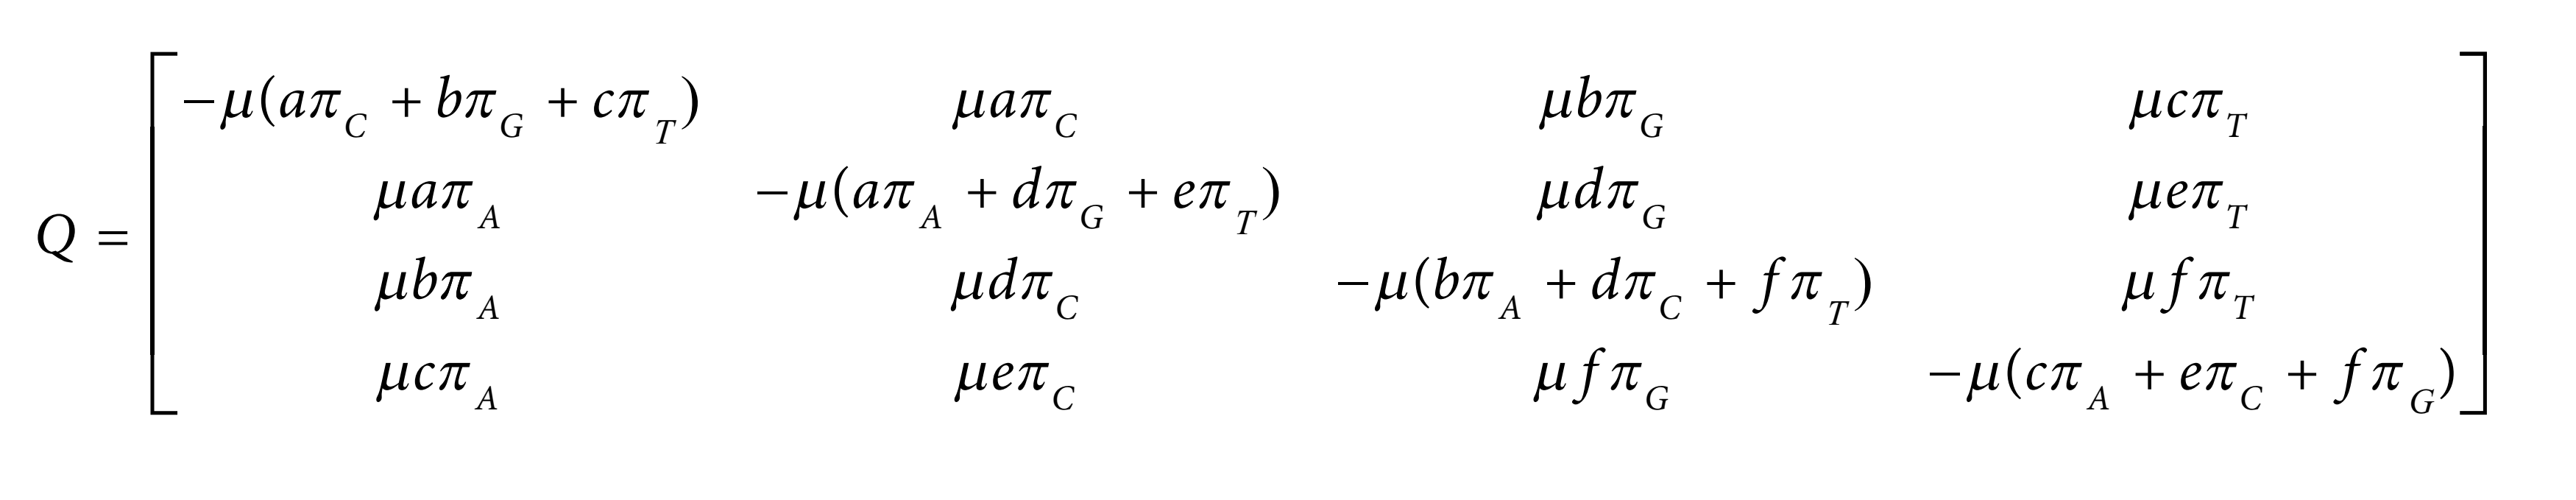 Q = [ −μ(aπ_C + bπ_G + cπ_T) μaπ_C μbπ_G μcπ_T
μaπ_A −μ(aπ_A + dπ_G + eπ_T) μdπ_G μeπ_T
μbπ_A μdπ_C −μ(bπ_A + dπ_C + fπ_T) μfπ_T
μcπ_A μeπ_C μfπ_G −μ(cπ_A + eπ_C + fπ_G) ]